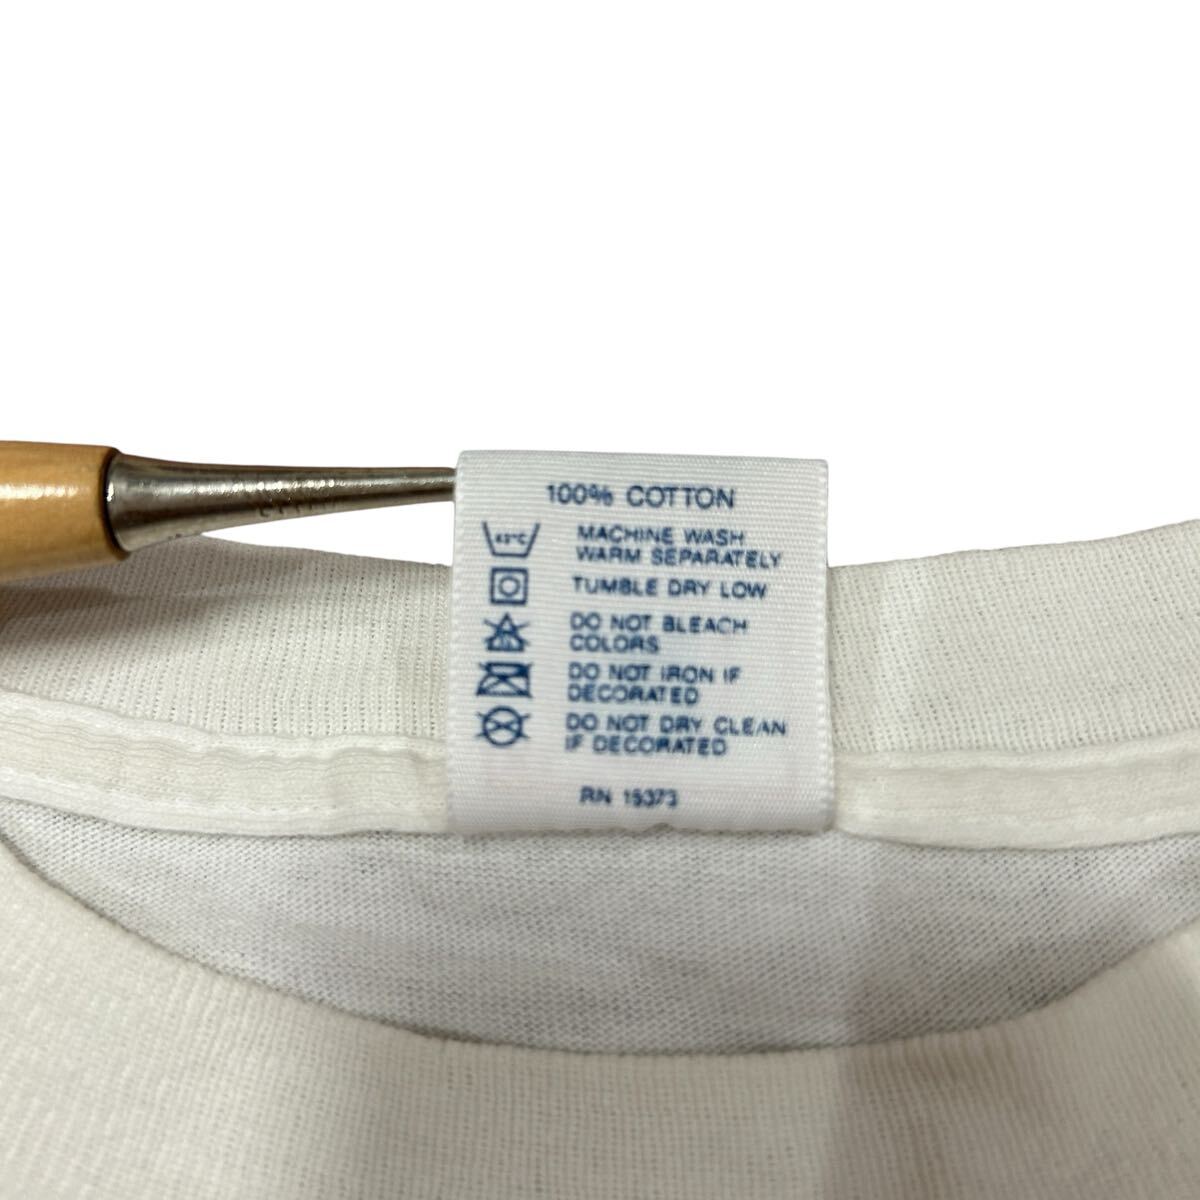 100% COTTON
MACHINE WASH
WARM SEPARATELY
TUMBLE DRY LOW
DO NOT BLEACH
COLORS
DO NOT IRON IF
DECORATED
DO NOT DRY CLEAN
IF DECORATED
RN 15373